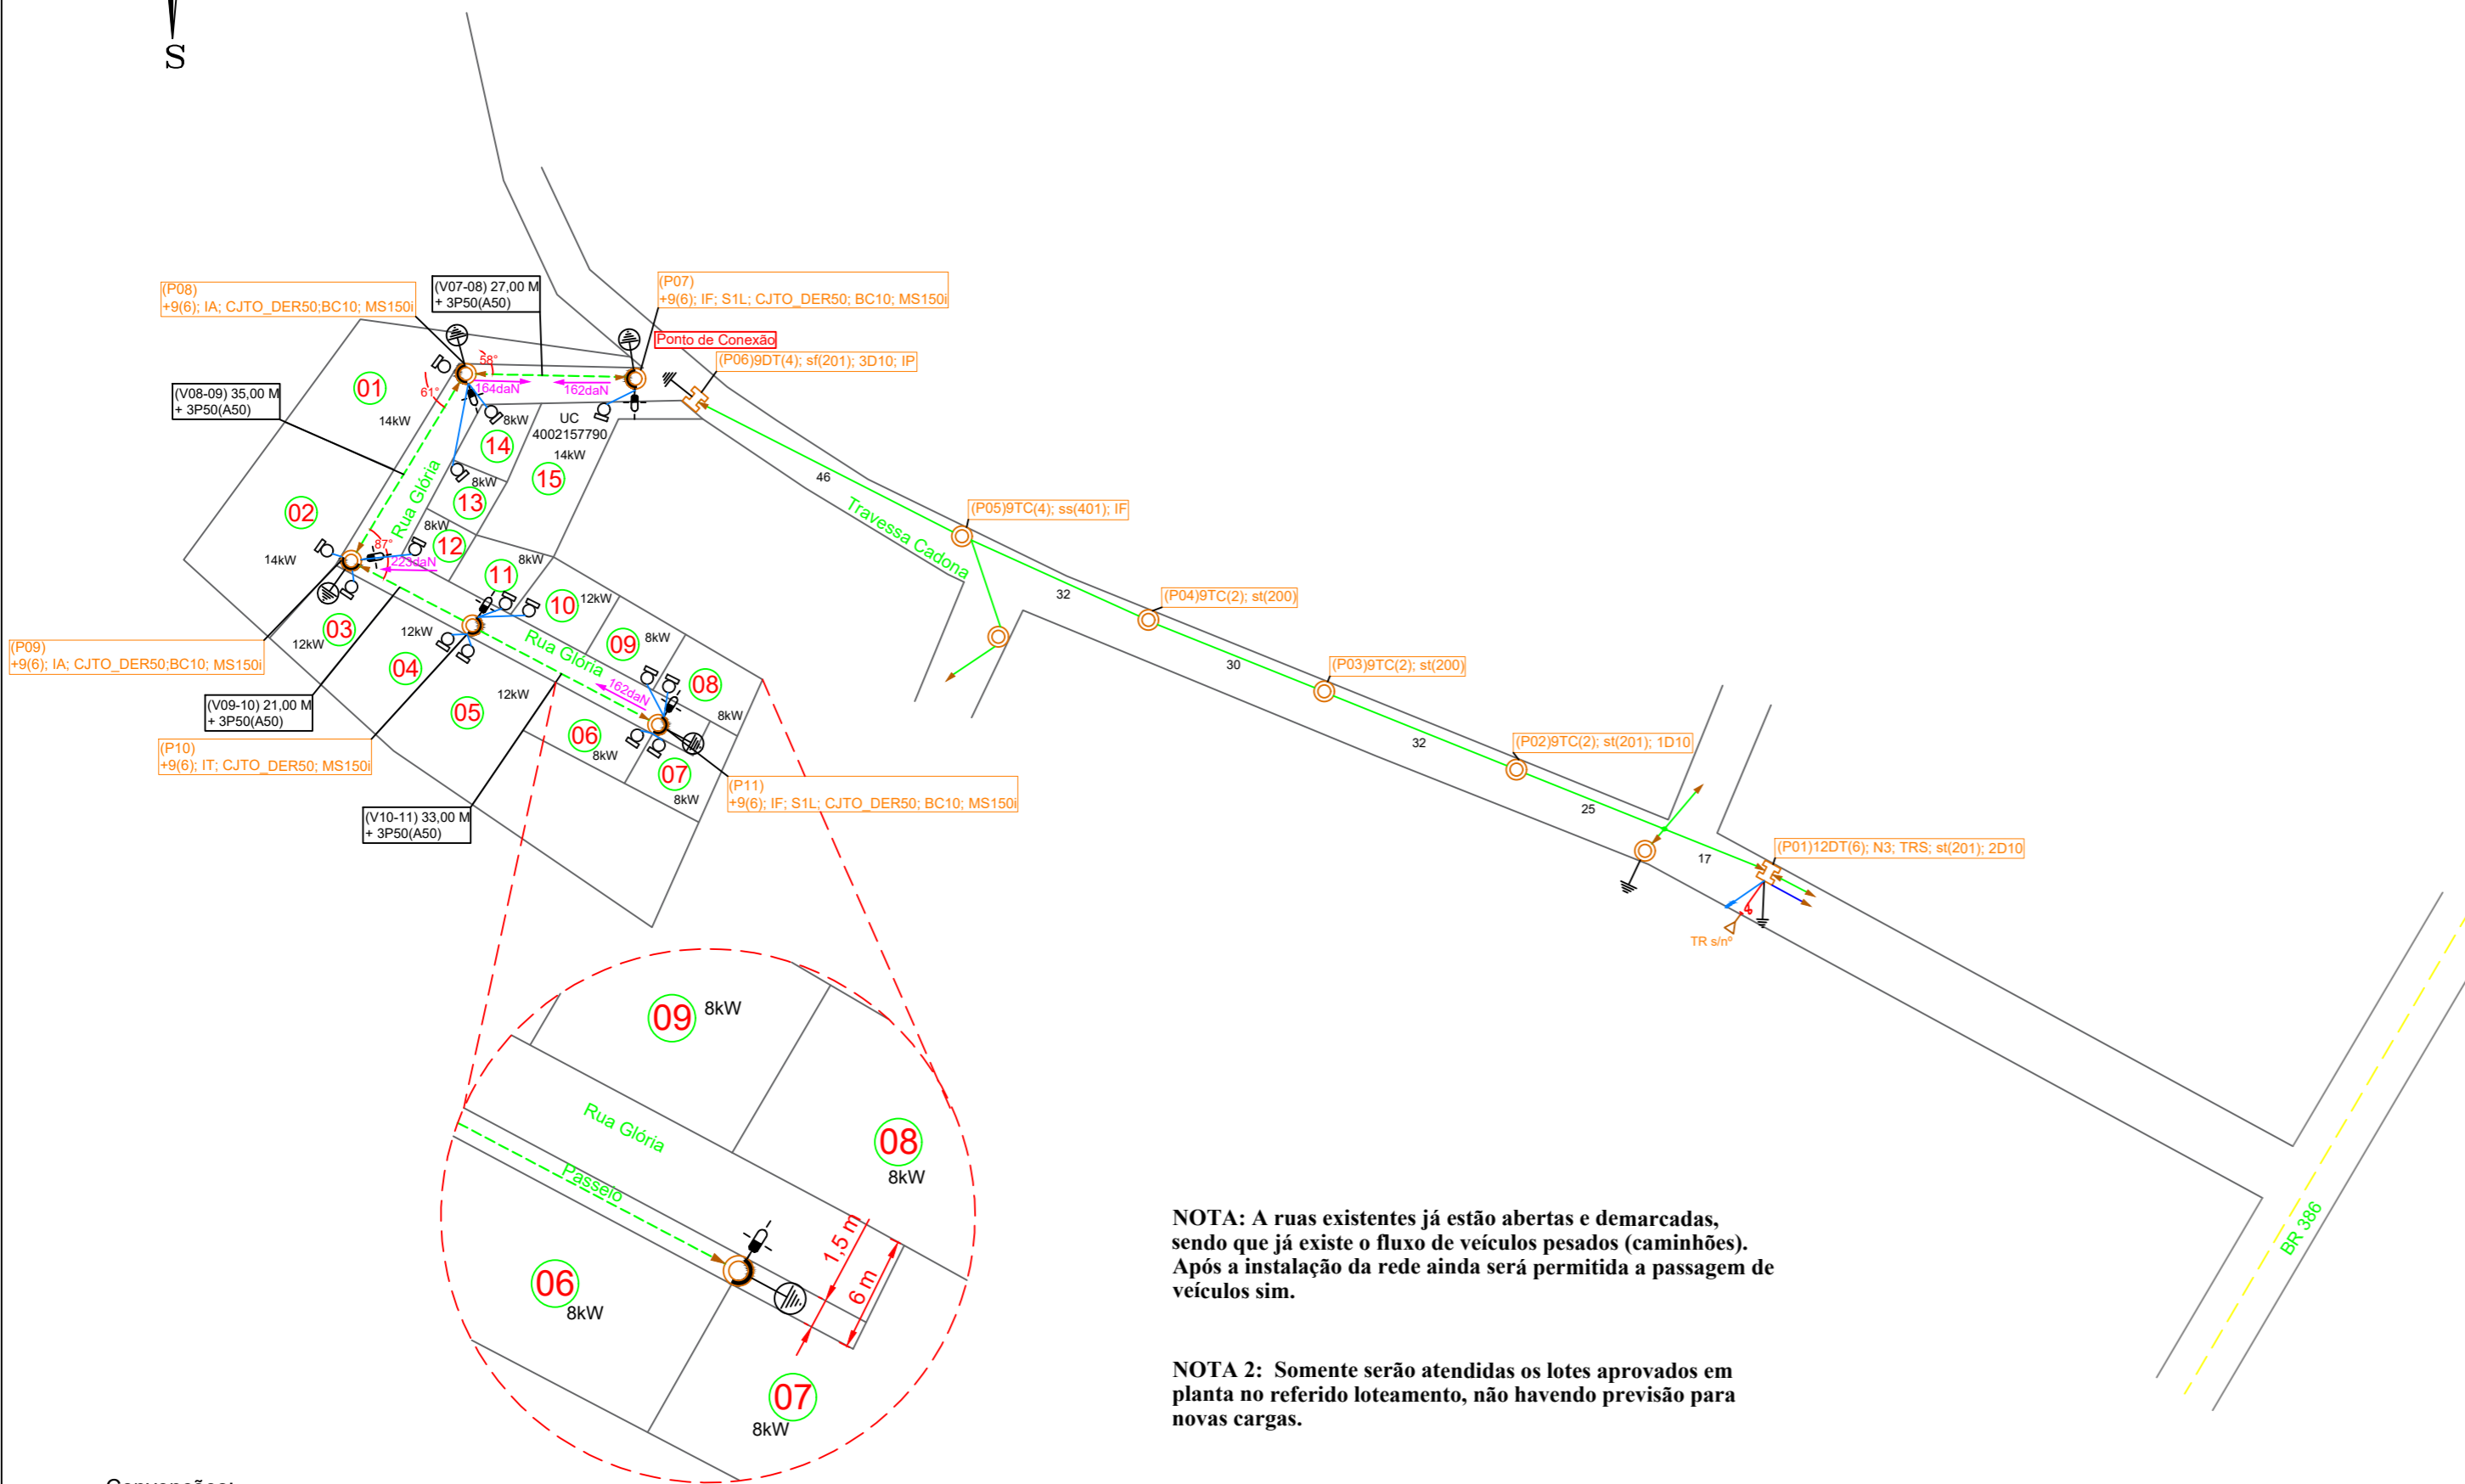 S
(P08)
+9(6); IA; CJTO_DER50;BC10; MS150i
(V07-08) 27,00 M
+ 3P50(A50)
(P07)
+9(6); IF; S1L; CJTO_DER50; BC10; MS150i
Ponto de Conexão
(P06)9DT(4); sf(201); 3D10; IP
58°
61°
164daN
162daN
(V08-09) 35,00 M
+ 3P50(A50)
01
14kW
8kW
UC
4002157790
14
14kW
15
8kW
13
Rua Glória
02
14kW
8kW
12
87°
223daN
8kW
11
10
12kW
46
Travessa Cadona
(P05)9TC(4); ss(401); IF
32
(P04)9TC(2); st(200)
30
(P03)9TC(2); st(200)
32
(P02)9TC(2); st(201); 1D10
25
17
(P01)12DT(6); N3; TRS; st(201); 2D10
TR s/nº
BR 386
(P09)
+9(6); IA; CJTO_DER50;BC10; MS150i
03
12kW
12kW
04
Rua Glória
09
8kW
162daN
08
8kW
(V09-10) 21,00 M
+ 3P50(A50)
05
12kW
06
8kW
07
8kW
(P10)
+9(6); IT; CJTO_DER50; MS150i
(P11)
+9(6); IF; S1L; CJTO_DER50; BC10; MS150i
(V10-11) 33,00 M
+ 3P50(A50)
09
8kW
Rua Glória
08
8kW
Passeio
1,5 m
6 m
06
8kW
07
8kW
NOTA: A ruas existentes já estão abertas e demarcadas,
sendo que já existe o fluxo de veículos pesados (caminhões).
Após a instalação da rede ainda será permitida a passagem de
veículos sim.
NOTA 2:  Somente serão atendidas os lotes aprovados em
planta no referido loteamento, não havendo previsão para
novas cargas.
Convenções: